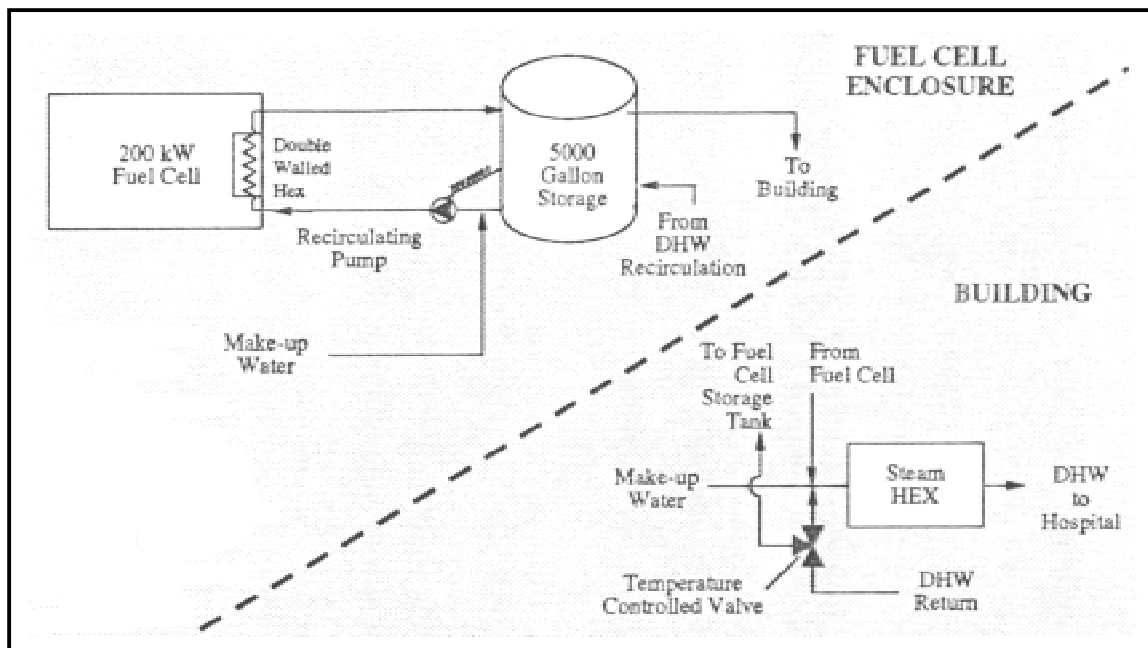 FUEL CELL
ENCLOSURE
200 kW
Fuel Cell
Double
Walled
Hex
5000
Gallon
Storage
To
Building
From
DHW
Recirculation
Recirculating
Pump
Make-up
Water
BUILDING
To Fuel
Cell
Storage
Tank
From
Fuel Cell
Make-up
Water
Steam
HEX
DHW
to
Hospital
Temperature
Controlled Valve
DHW
Return